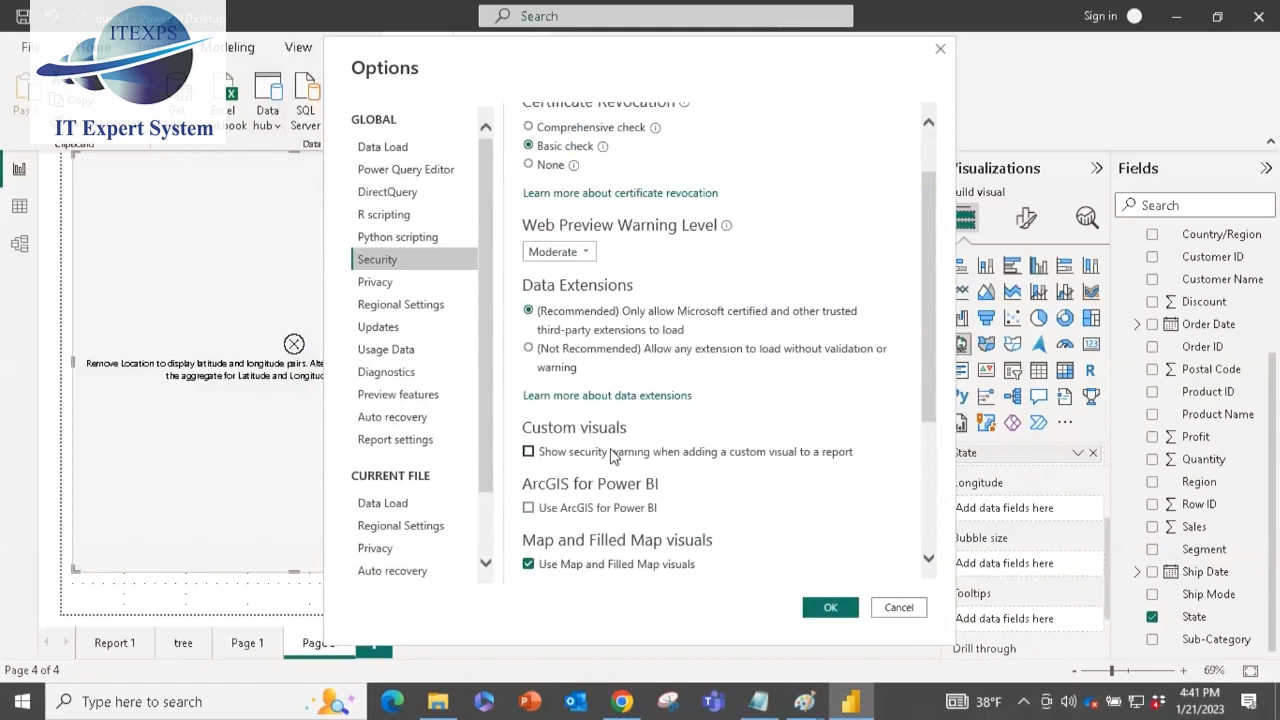 Search
Sign in
ITEXPS
IT Expert System
Modeling
View
Copy
Data
hub
SQL
Server
Options
GLOBAL
Data Load
Power Query Editor
DirectQuery
R scripting
Python scripting
Security
Privacy
Regional Settings
Updates
Usage Data
Diagnostics
Preview features
Auto recovery
Report settings
CURRENT FILE
Data Load
Regional Settings
Privacy
Auto recovery
Certificate Revocation
Comprehensive check
Basic check
None
Learn more about certificate revocation
Web Preview Warning Level
Moderate
Data Extensions
(Recommended) Only allow Microsoft certified and other trusted
third-party extensions to load
(Not Recommended) Allow any extension to load without validation or
warning
Learn more about data extensions
Custom visuals
Show security warning when adding a custom visual to a report
ArcGIS for Power BI
Use ArcGIS for Power BI
Map and Filled Map visuals
Use Map and Filled Map visuals
OK
Cancel
Remove Location to display latitude and longitude pairs.
the aggregate for Latitude and
Fields
Search
Country/Region
Customer ID
Customer Name
Discount
Order Date
Order ID
Postal Code
Product ID
Product Name
Profit
Quantity
Region
Row ID
Sales
Segment
Ship Date
Ship Mode
State
Sub-Category
State
Add data fields here
Add data fields here
Tooltips
Add data fields here
Drill through
Report 1
tree
Page 1
Page 4 of 4
69%
Type here to search
38°F
4:41 PM
1/21/2023